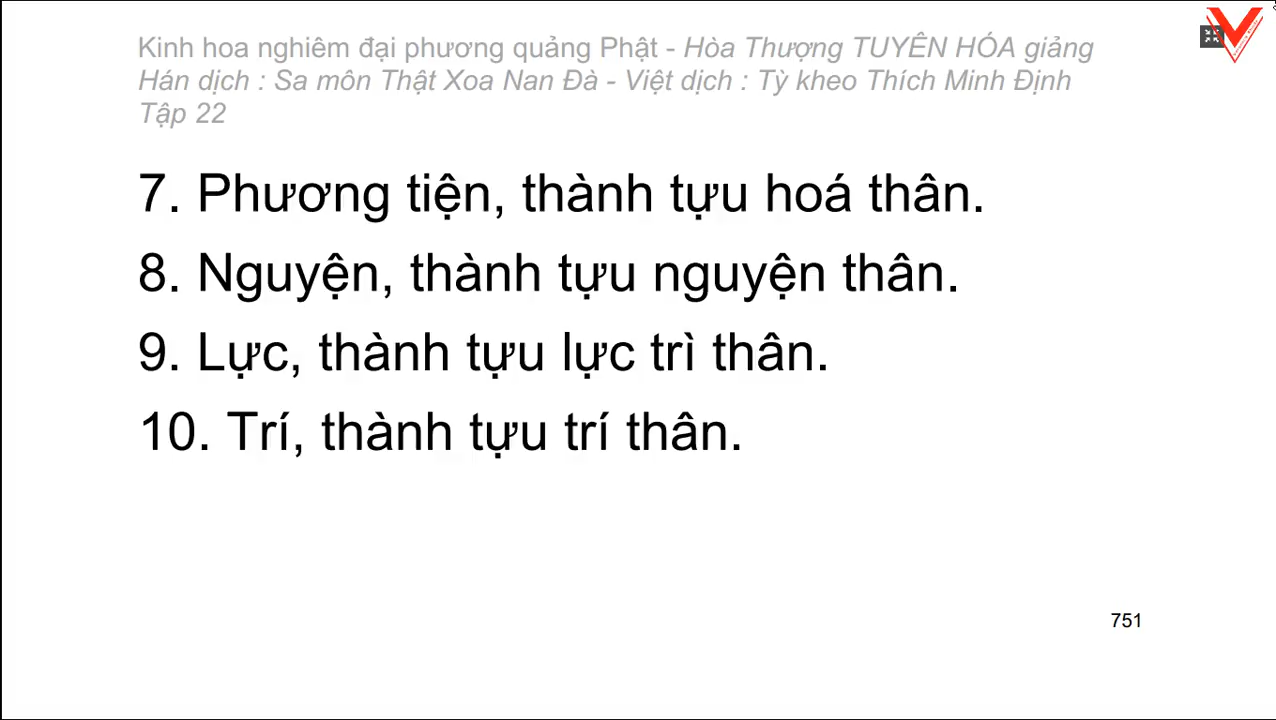 Kinh hoa nghiêm đại phương quảng Phật - Hòa Thượng TUYÊN HÓA giảng
Hán dịch : Sa môn Thật Xoa Nan Đà - Việt dịch : Tỳ kheo Thích Minh Định
Tập 22
7. Phương tiện, thành tựu hoá thân.
8. Nguyện, thành tựu nguyện thân.
9. Lực, thành tựu lực trì thân.
10. Trí, thành tựu trí thân.
751